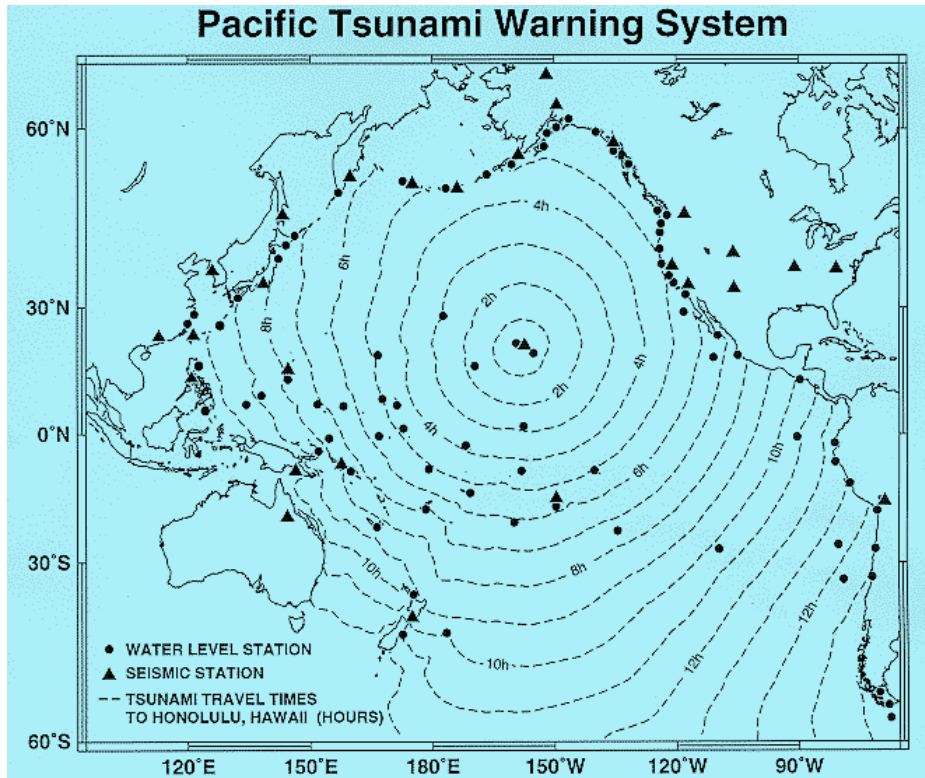 Pacific Tsunami Warning System
60°N
30°N
0°N
30°S
60°S
4h
6h
2h
8h
2h
4h
4h
6h
10h
8h
10h
12h
10h
12h
WATER LEVEL STATION
SEISMIC STATION
TSUNAMI TRAVEL TIMES
TO HONOLULU, HAWAII (HOURS)
120°E
150°E
180°W
150°W
120°W
90°W